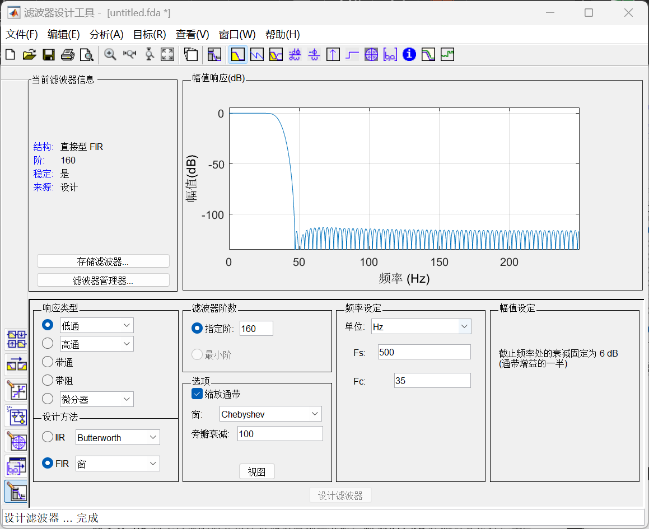 滤波器设计工具 - [untitled.fda *]
文件(F) 编辑(E) 分析(A) 目标(R) 查看(V) 窗口(W) 帮助(H)
当前滤波器信息
结构: 直接型 FIR
阶: 160
稳定: 是
来源: 设计
存储滤波器...
滤波器管理器...
幅值响应(dB)
幅值(dB)
0
-50
-100
0 50 100 150 200
频率 (Hz)
响应类型
低通
高通
带通
带阻
微分器
设计方法
IIR Butterworth
FIR 窗
滤波器阶数
指定阶: 160
最小阶
选项
缩放通带
窗: Chebyshev
旁瓣衰减: 100
视图
频率设定
单位: Hz
Fs: 500
Fc: 35
幅值设定
截止频率处的衰减固定为 6 dB
(通带增益的一半)
设计滤波器
设计滤波器 ... 完成